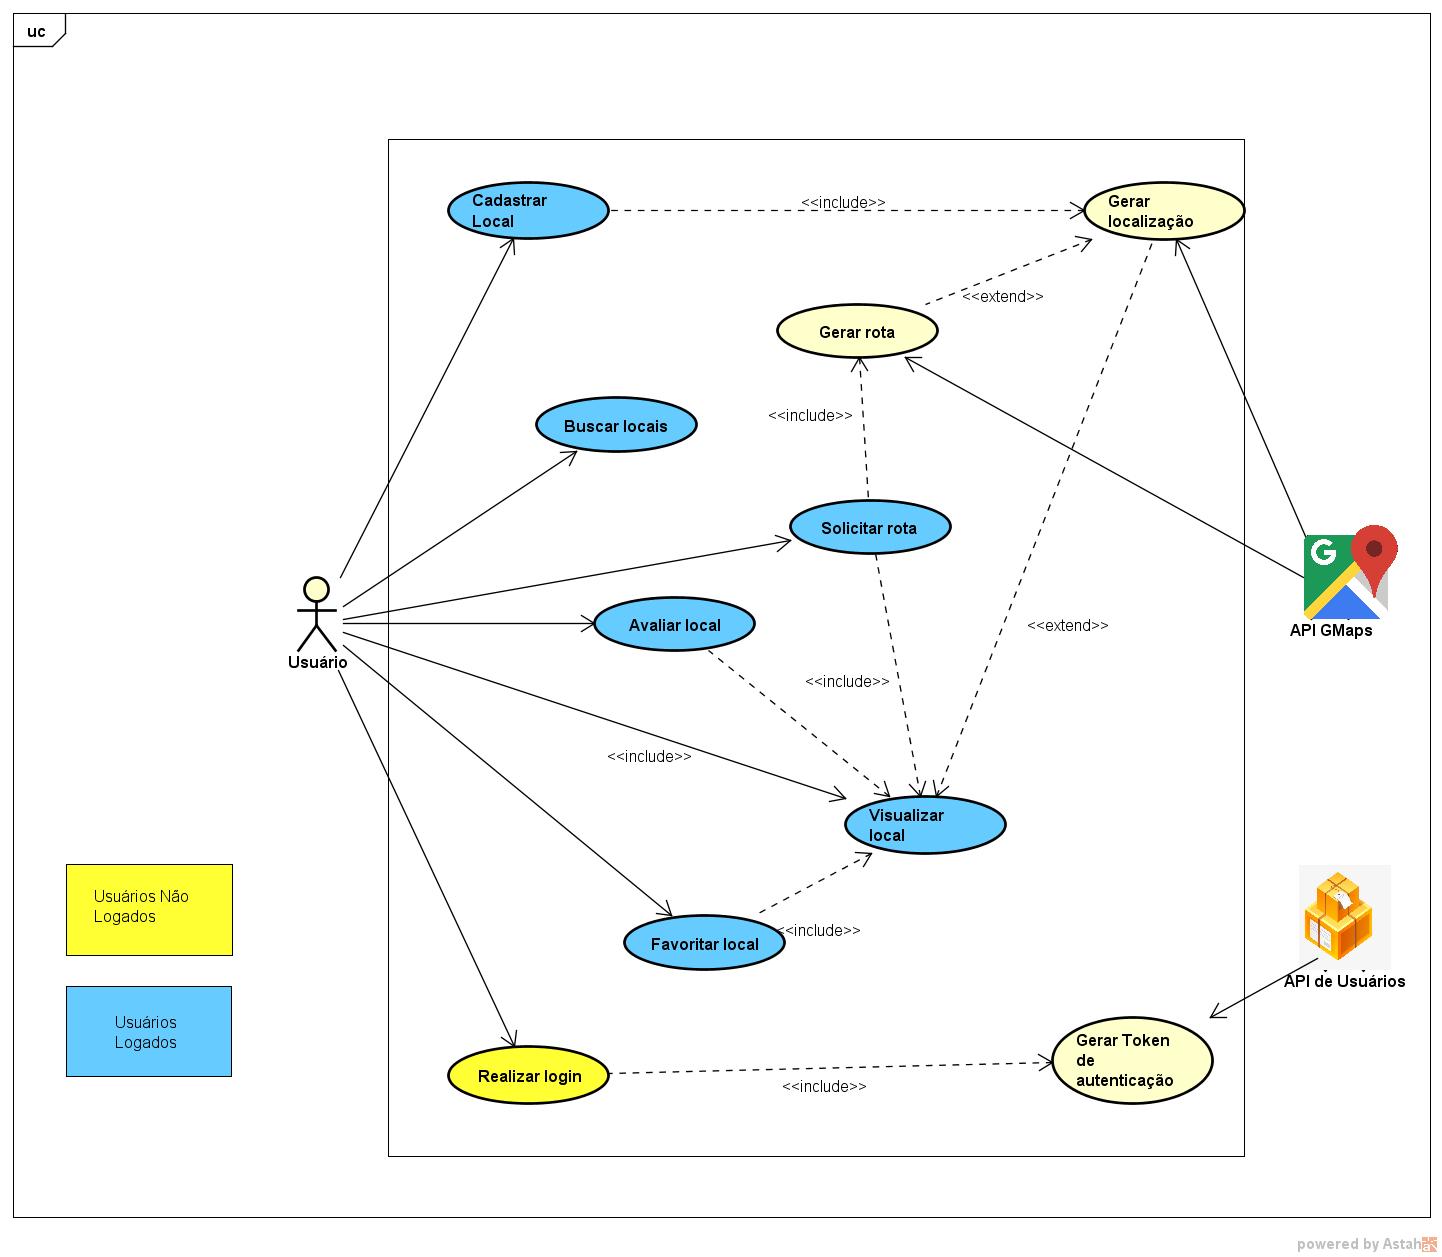 uc
Cadastrar
Local
<<include>>
Gerar
localização
<<extend>>
Gerar rota
<<include>>
Buscar locais
Solicitar rota
Avaliar local
<<extend>>
API GMaps
G
Usuário
<<include>>
<<include>>
Visualizar
local
Usuários Não
Logados
Favoritar local
<<include>>
API de Usuários
Usuários
Logados
Gerar Token
de
autenticação
Realizar login
<<include>>
powered by Astah